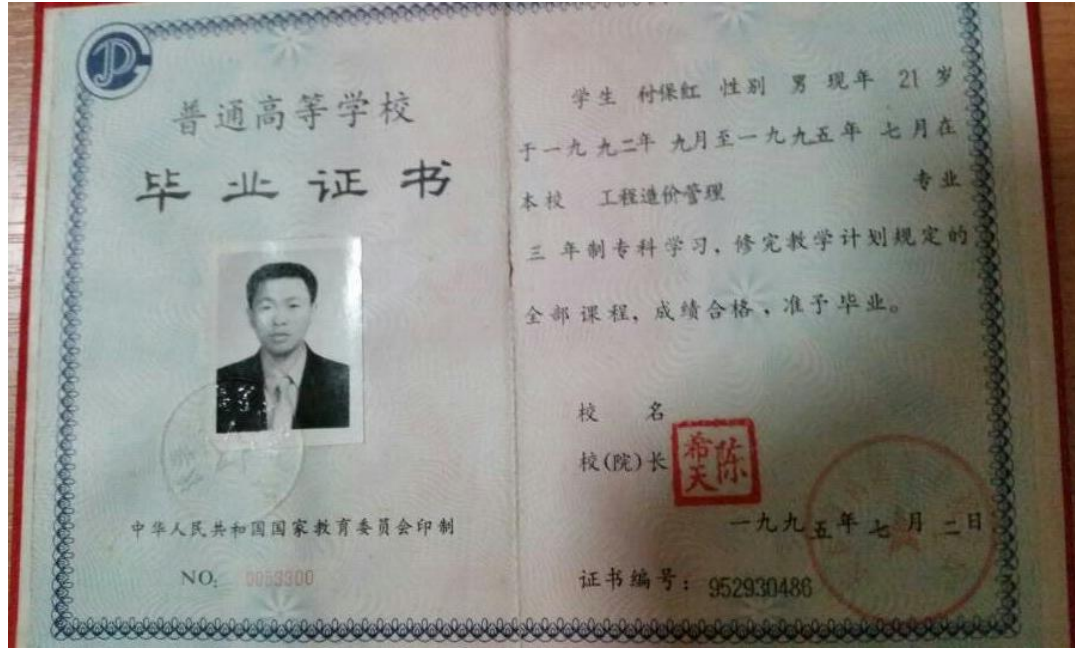 普通高等学校
毕业证书
中华人民共和国国家教育委员会印制
NO: 0053300
学生 付保红 性别 男 现年 21 岁
于一九九二年 九月至一九九五年 七月在
本校 工程造价管理 专业
三 年制专科学习，修完教学计划规定的
全部课程，成绩合格，准予毕业。
校 名
校(院)长 陈希天
一九九五年七月二日
证书编号：952930486